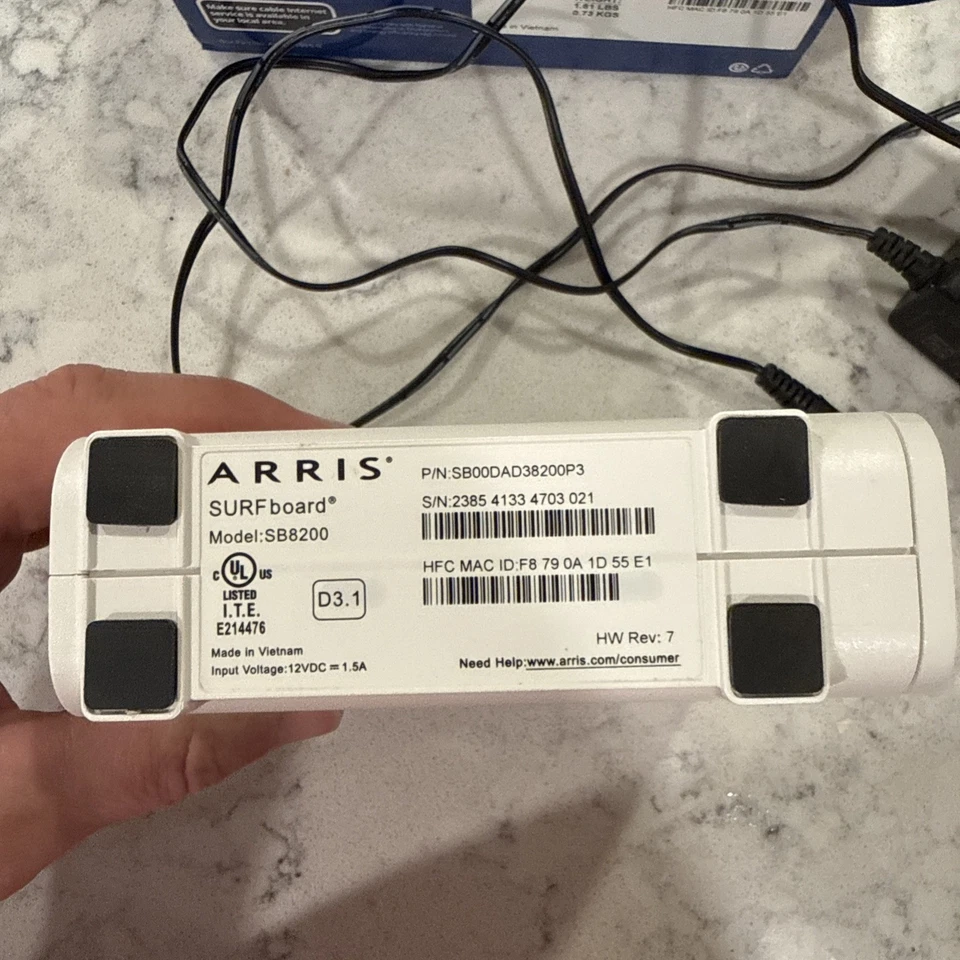 Make sure cable Internet
service is available in
your local area.
1.61 LBS
0.73 KGS
in Vietnam
ARRIS®
SURFboard®
Model:SB8200
C UL US
LISTED
I.T.E.
E214476
D3.1
Made in Vietnam
Input Voltage:12VDC ⎓ 1.5A
P/N:SB00DAD38200P3
S/N:2385 4133 4703 021
HFC MAC ID:F8 79 0A 1D 55 E1
HW Rev: 7
Need Help:www.arris.com/consumer